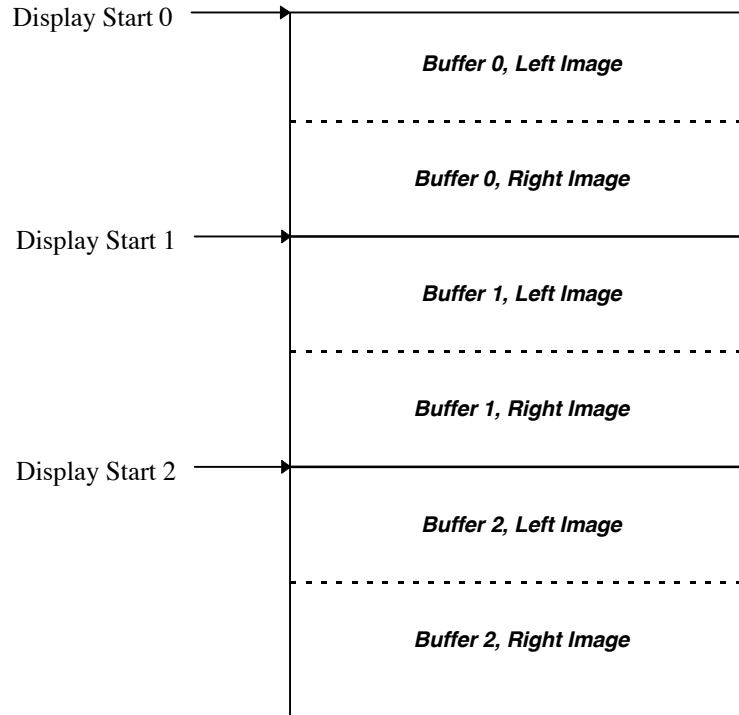 Display Start 0
Buffer 0, Left Image
Buffer 0, Right Image
Display Start 1
Buffer 1, Left Image
Buffer 1, Right Image
Display Start 2
Buffer 2, Left Image
Buffer 2, Right Image